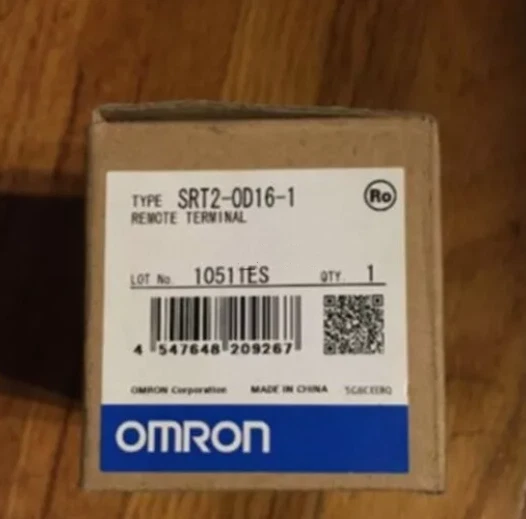 TYPE SRT2-OD16-1 Ro
REMOTE TERMINAL
LOT No. 10511ES QTY. 1
4 547648 209267
OMRON Corporation MADE IN CHINA
OMRON